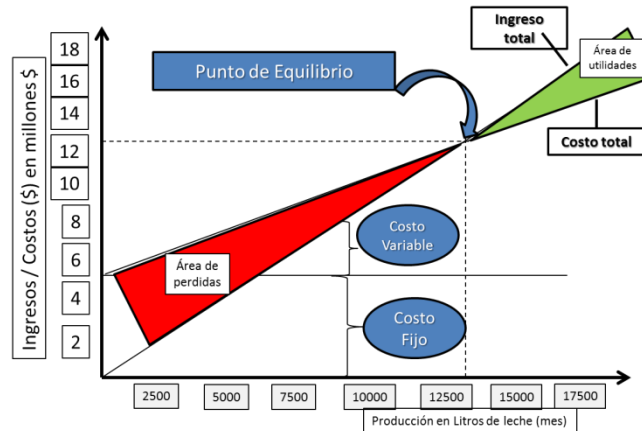 Ingresos / Costos ($) en millones $
18
16
14
12
10
8
6
4
2
Punto de Equilibrio
Ingreso
total
Área de
utilidades
Costo total
Costo
Variable
Área de
perdidas
Costo
Fijo
2500
5000
7500
10000
12500
15000
17500
Producción en Litros de leche (mes)